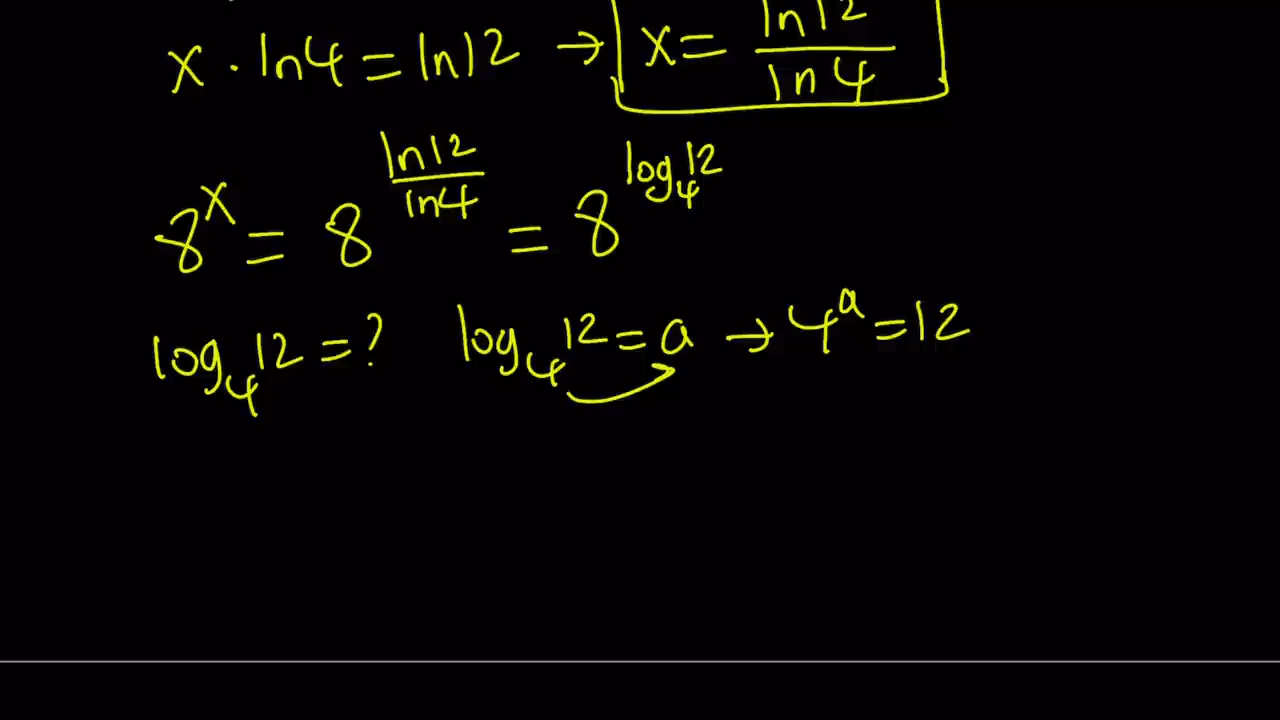 x · ln4 = ln12 → x = ln12/ln4
8^x = 8^(ln12/ln4) = 8^(log_4 12)
log_4 12 = ? log_4 12 = a → 4^a = 12